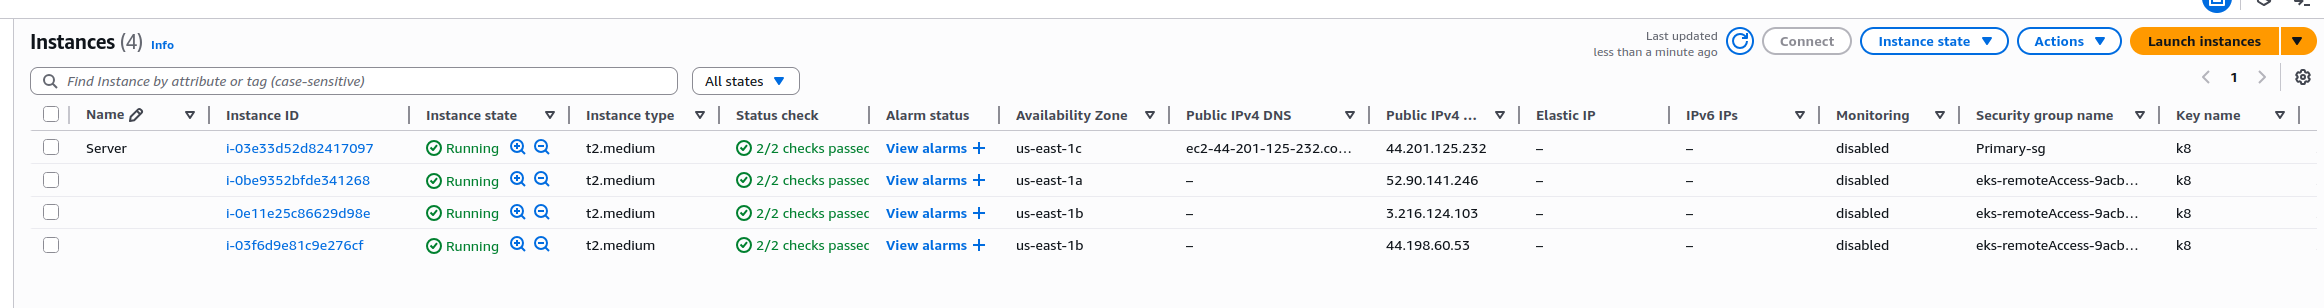 Instances (4) Info
Last updated
less than a minute ago
Connect
Instance state
Actions
Launch instances
Find Instance by attribute or tag (case-sensitive)
All states
1
Name Instance ID Instance state Instance type Status check Alarm status Availability Zone Public IPv4 DNS Public IPv4 ... Elastic IP IPv6 IPs Monitoring Security group name Key name
Server i-03e33d52d82417097 Running t2.medium 2/2 checks passec View alarms + us-east-1c ec2-44-201-125-232.co... 44.201.125.232 – – disabled Primary-sg k8
i-0be9352bfde341268 Running t2.medium 2/2 checks passec View alarms + us-east-1a – 52.90.141.246 – – disabled eks-remoteAccess-9acb... k8
i-0e11e25c86629d98e Running t2.medium 2/2 checks passec View alarms + us-east-1b – 3.216.124.103 – – disabled eks-remoteAccess-9acb... k8
i-03f6d9e81c9e276cf Running t2.medium 2/2 checks passec View alarms + us-east-1b – 44.198.60.53 – – disabled eks-remoteAccess-9acb... k8